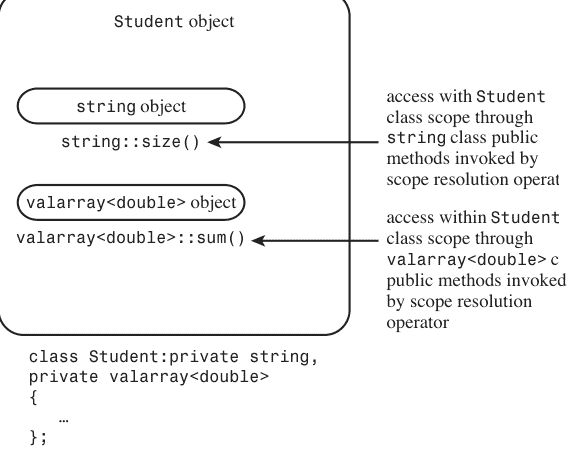 Student object
string object
string::size()
valarray<double> object
valarray<double>::sum()
access with Student
class scope through
string class public
methods invoked by
scope resolution operat
access within Student
class scope through
valarray<double> c
public methods invoked
by scope resolution
operator
class Student:private string,
private valarray<double>
{
…
};